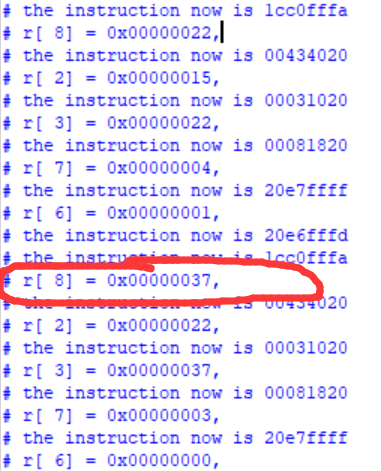 # the instruction now is 1cc0fffa
# r[ 8] = 0x00000022,
# the instruction now is 00434020
# r[ 2] = 0x00000015,
# the instruction now is 00031020
# r[ 3] = 0x00000022,
# the instruction now is 00081820
# r[ 7] = 0x00000004,
# the instruction now is 20e7ffff
# r[ 6] = 0x00000001,
# the instruction now is 20e6fffd
# the instruction now is 1cc0fffa
# r[ 8] = 0x00000037,
# the instruction now is 00434020
# r[ 2] = 0x00000022,
# the instruction now is 00031020
# r[ 3] = 0x00000037,
# the instruction now is 00081820
# r[ 7] = 0x00000003,
# the instruction now is 20e7ffff
# r[ 6] = 0x00000000,